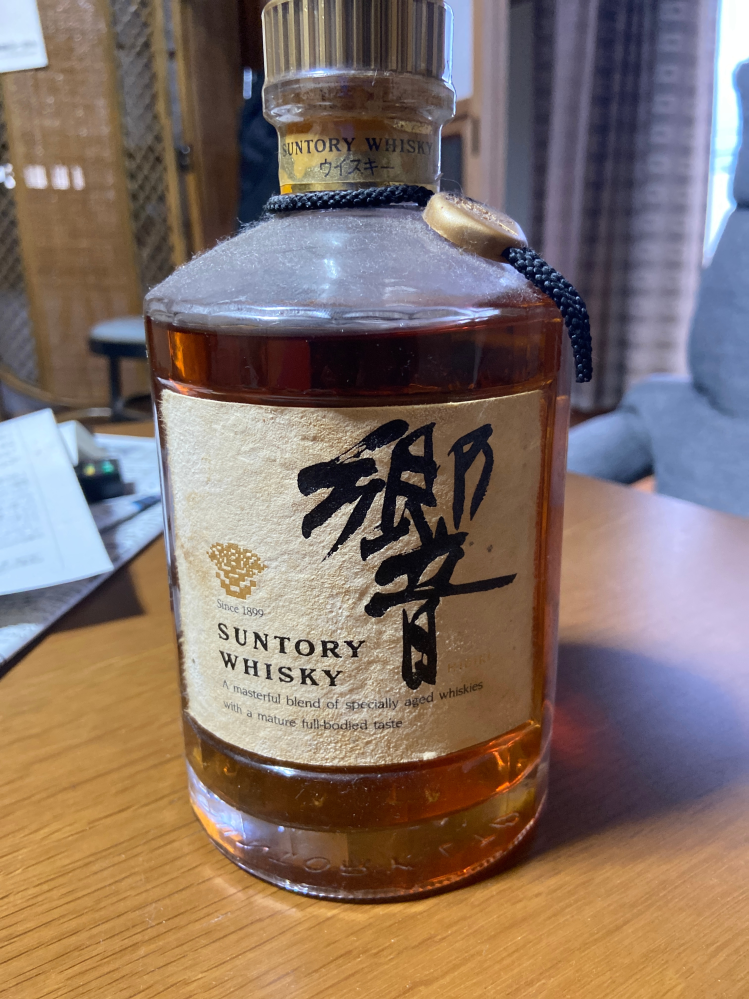 SUNTORY WHISKY
ウイスキー
響
Since 1899
SUNTORY
WHISKY
A masterful blend of specially aged whiskies
with a mature full-bodied taste